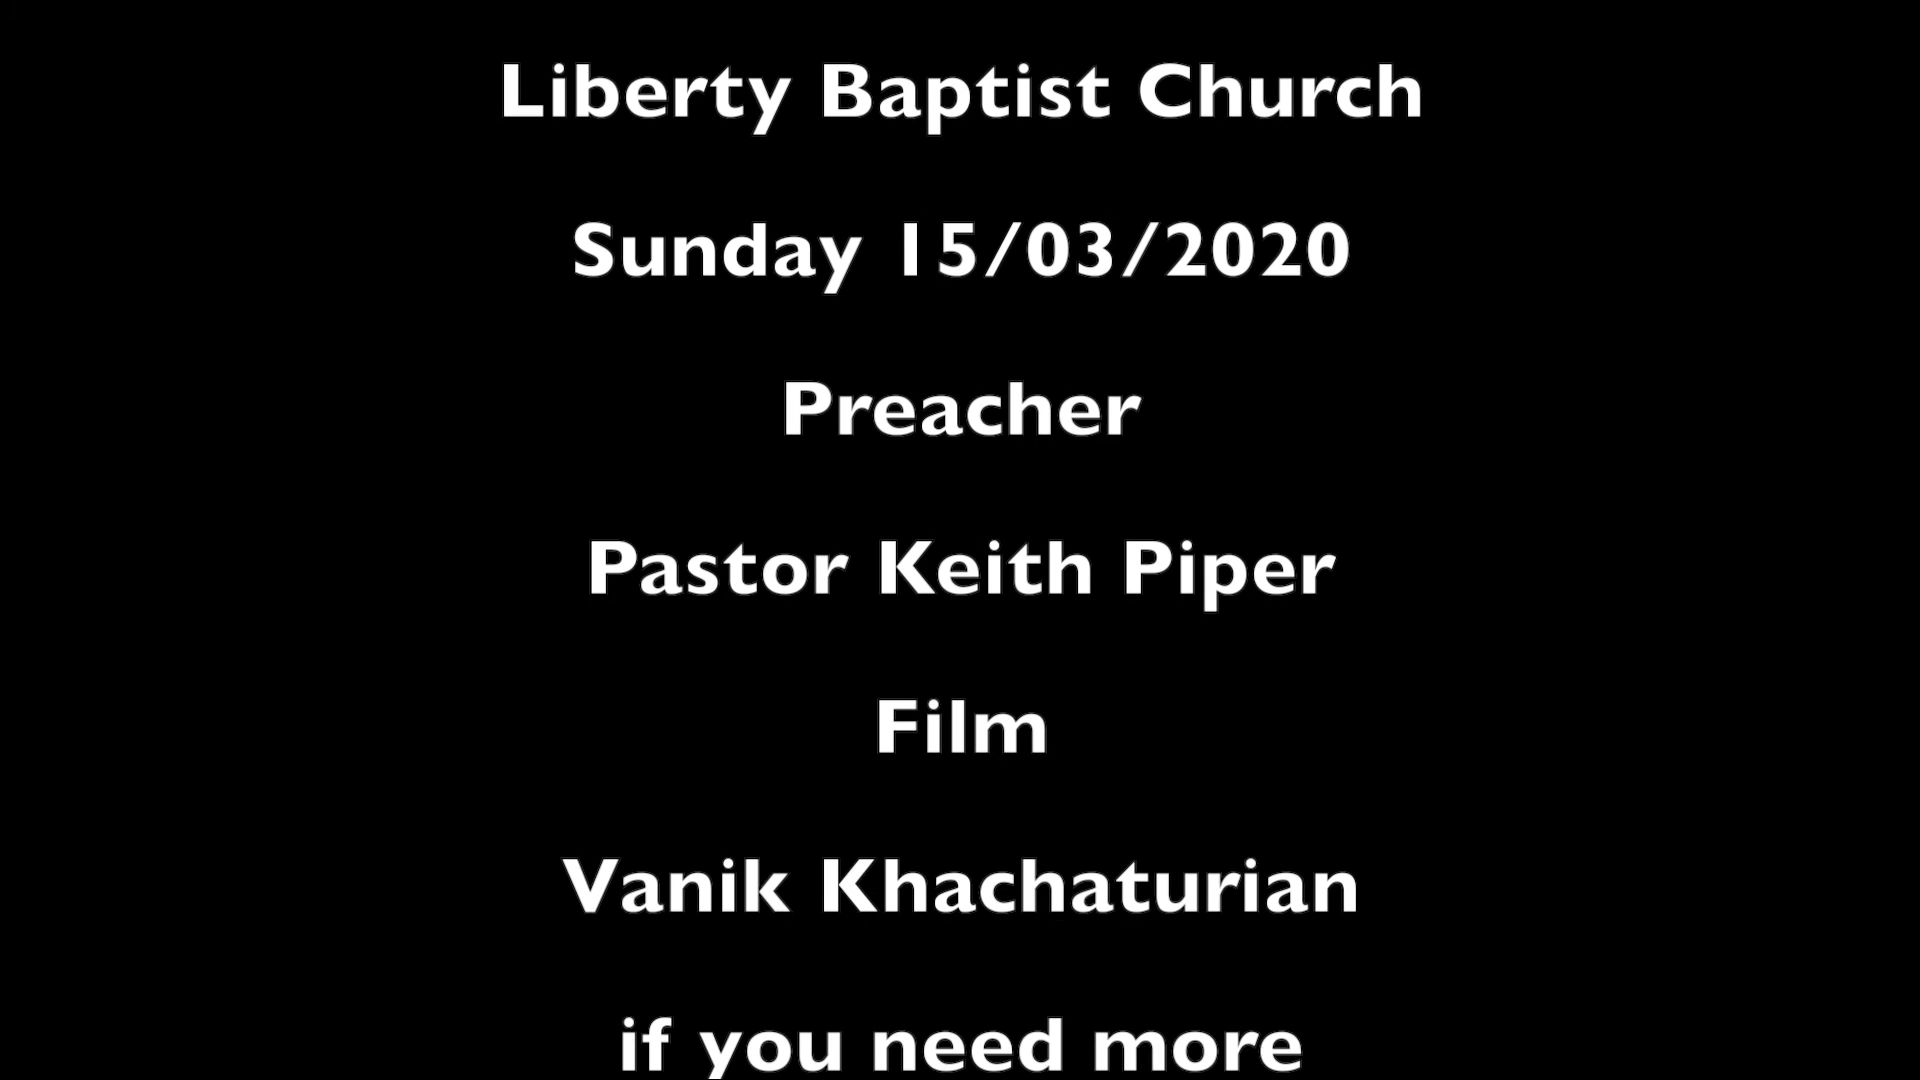 Liberty Baptist Church
Sunday 15/03/2020
Preacher
Pastor Keith Piper
Film
Vanik Khachaturian
if you need more